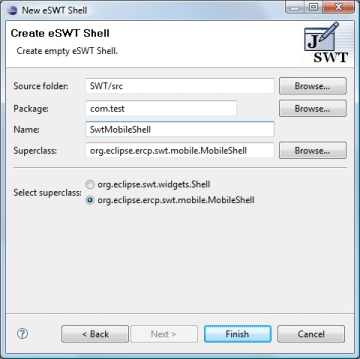 New eSWT Shell
Create eSWT Shell
Create empty eSWT Shell.
J
SWT
Source folder: SWT/src Browse...
Package: com.test Browse...
Name: SwtMobileShell
Superclass: org.eclipse.ercp.swt.mobile.MobileShell Browse...
Select superclass: org.eclipse.swt.widgets.Shell
org.eclipse.ercp.swt.mobile.MobileShell
? < Back Next > Finish Cancel